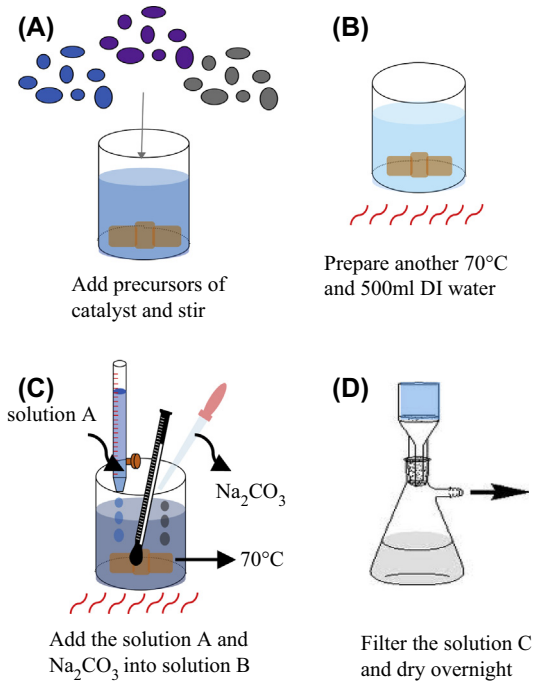 (A)
Add precursors of
catalyst and stir
(B)
Prepare another 70°C
and 500ml DI water
(C)
solution A
Na2CO3
70°C
Add the solution A and
Na2CO3 into solution B
(D)
Filter the solution C
and dry overnight